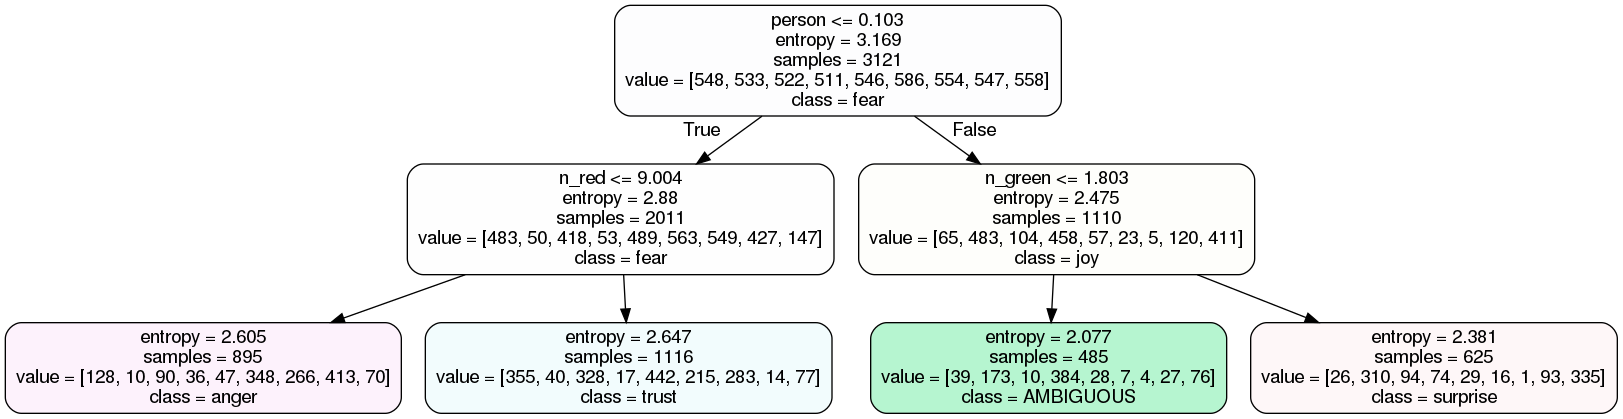 person <= 0.103
entropy = 3.169
samples = 3121
value = [548, 533, 522, 511, 546, 586, 554, 547, 558]
class = fear
True
False
n_red <= 9.004
entropy = 2.88
samples = 2011
value = [483, 50, 418, 53, 489, 563, 549, 427, 147]
class = fear
n_green <= 1.803
entropy = 2.475
samples = 1110
value = [65, 483, 104, 458, 57, 23, 5, 120, 411]
class = joy
entropy = 2.605
samples = 895
value = [128, 10, 90, 36, 47, 348, 266, 413, 70]
class = anger
entropy = 2.647
samples = 1116
value = [355, 40, 328, 17, 442, 215, 283, 14, 77]
class = trust
entropy = 2.077
samples = 485
value = [39, 173, 10, 384, 28, 7, 4, 27, 76]
class = AMBIGUOUS
entropy = 2.381
samples = 625
value = [26, 310, 94, 74, 29, 16, 1, 93, 335]
class = surprise